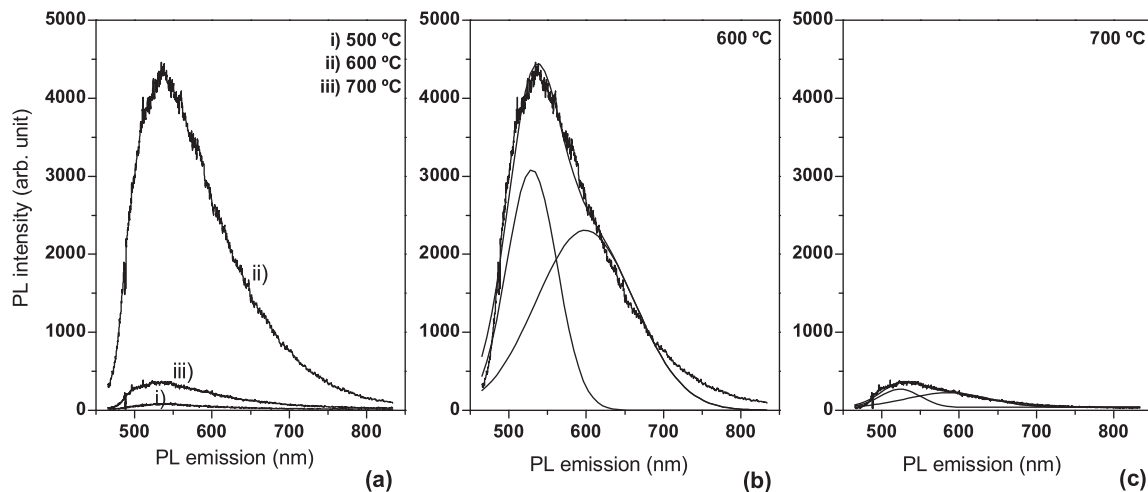 PL intensity (arb. unit)
5000
4000
3000
2000
1000
0
i) 500 ºC
ii) 600 ºC
iii) 700 ºC
ii)
iii)
i)
500 600 700 800
PL emission (nm)
(a)
5000
4000
3000
2000
1000
0
600 ºC
500 600 700 800
PL emission (nm)
(b)
5000
4000
3000
2000
1000
0
700 ºC
500 600 700 800
PL emission (nm)
(c)